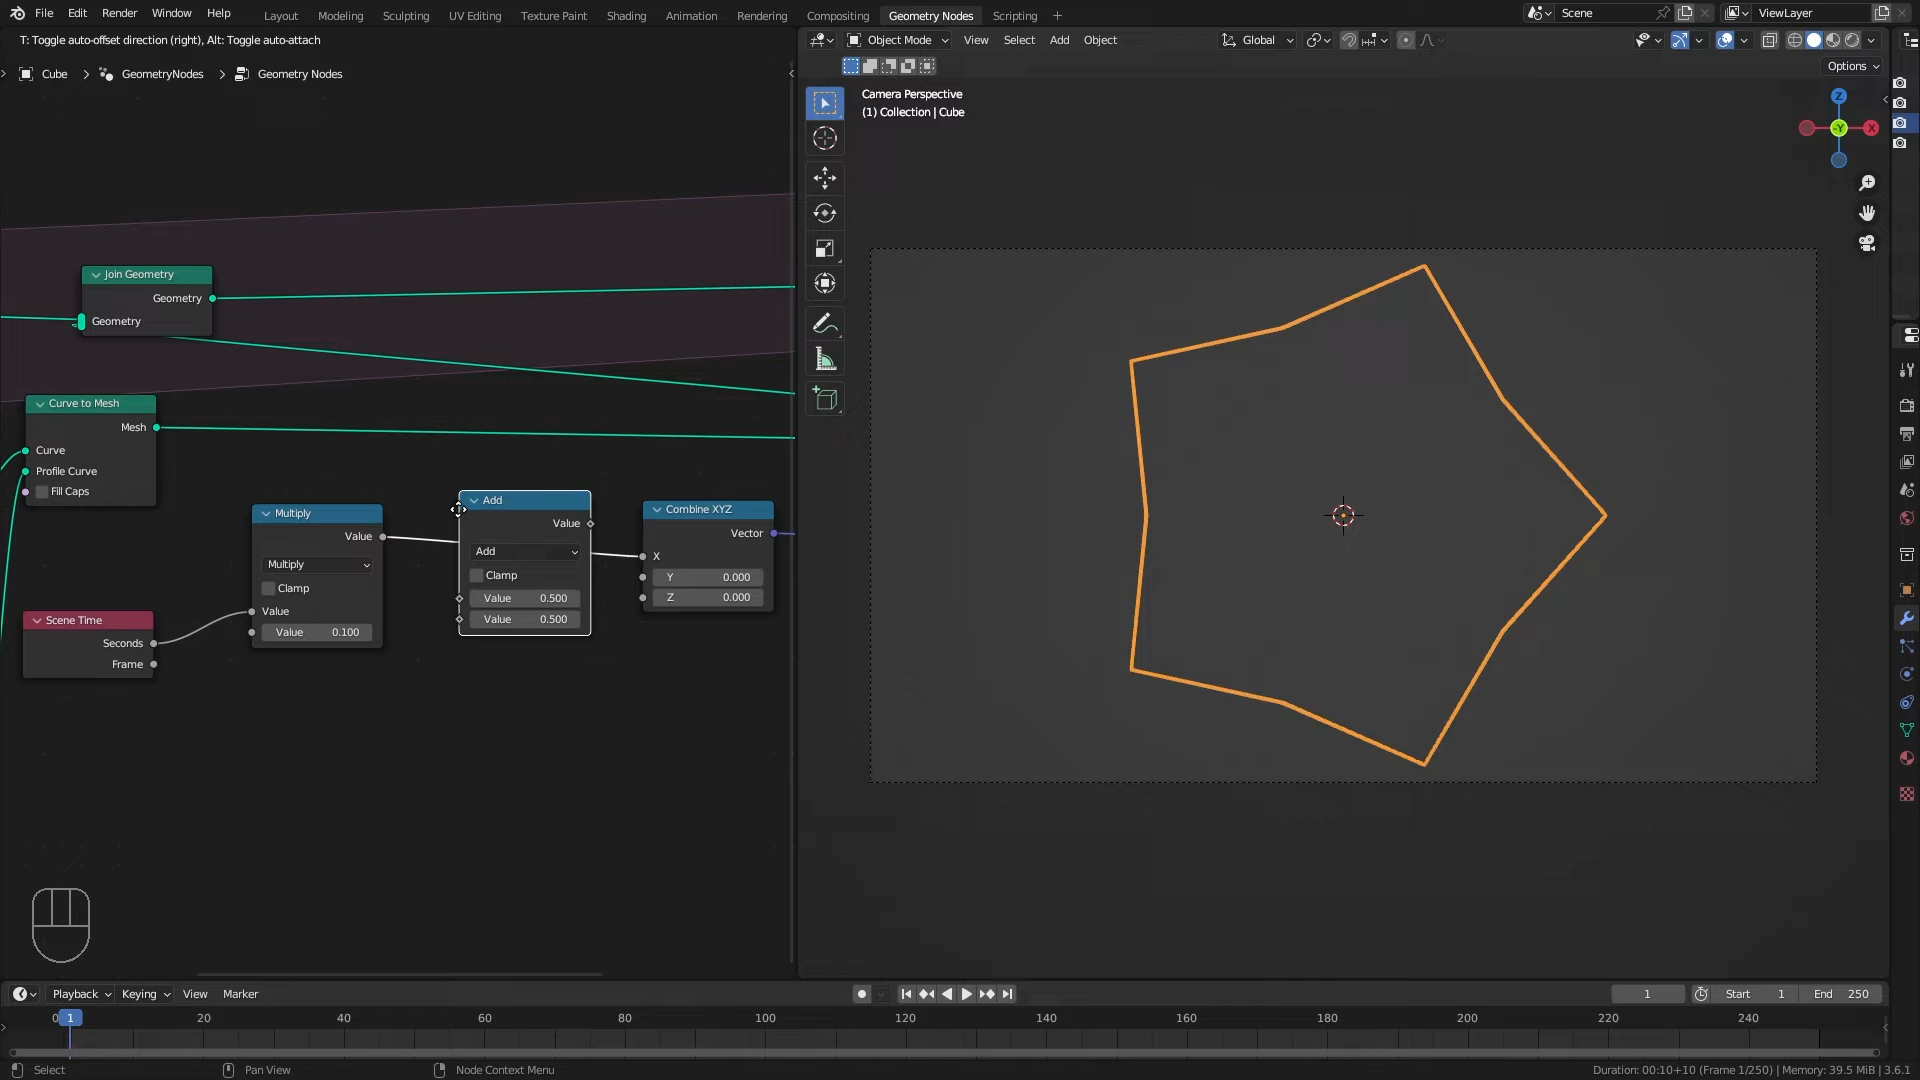 File Edit Render Window Help
Layout Modeling Sculpting UV Editing Texture Paint Shading Animation Rendering Compositing Geometry Nodes Scripting +
Scene
ViewLayer
T: Toggle auto-offset direction (right), Alt: Toggle auto-attach
Object Mode View Select Add Object
Global
Options
Cube > GeometryNodes > Geometry Nodes
Camera Perspective
(1) Collection | Cube
Z
-Y
X
Join Geometry
Geometry
Geometry
Curve to Mesh
Mesh
Curve
Profile Curve
Fill Caps
Multiply
Value
Multiply
Clamp
Value
Value 0.100
Add
Value
Add
Clamp
Value 0.500
Value 0.500
Combine XYZ
Vector
X
Y 0.000
Z 0.000
Scene Time
Seconds
Frame
Playback Keying View Marker
1
Start 1
End 250
0 1 20 40 60 80 100 120 140 160 180 200 220 240
Select
Pan View
Node Context Menu
Duration: 00:10+10 (Frame 1/250) | Memory: 39.5 MiB | 3.6.1